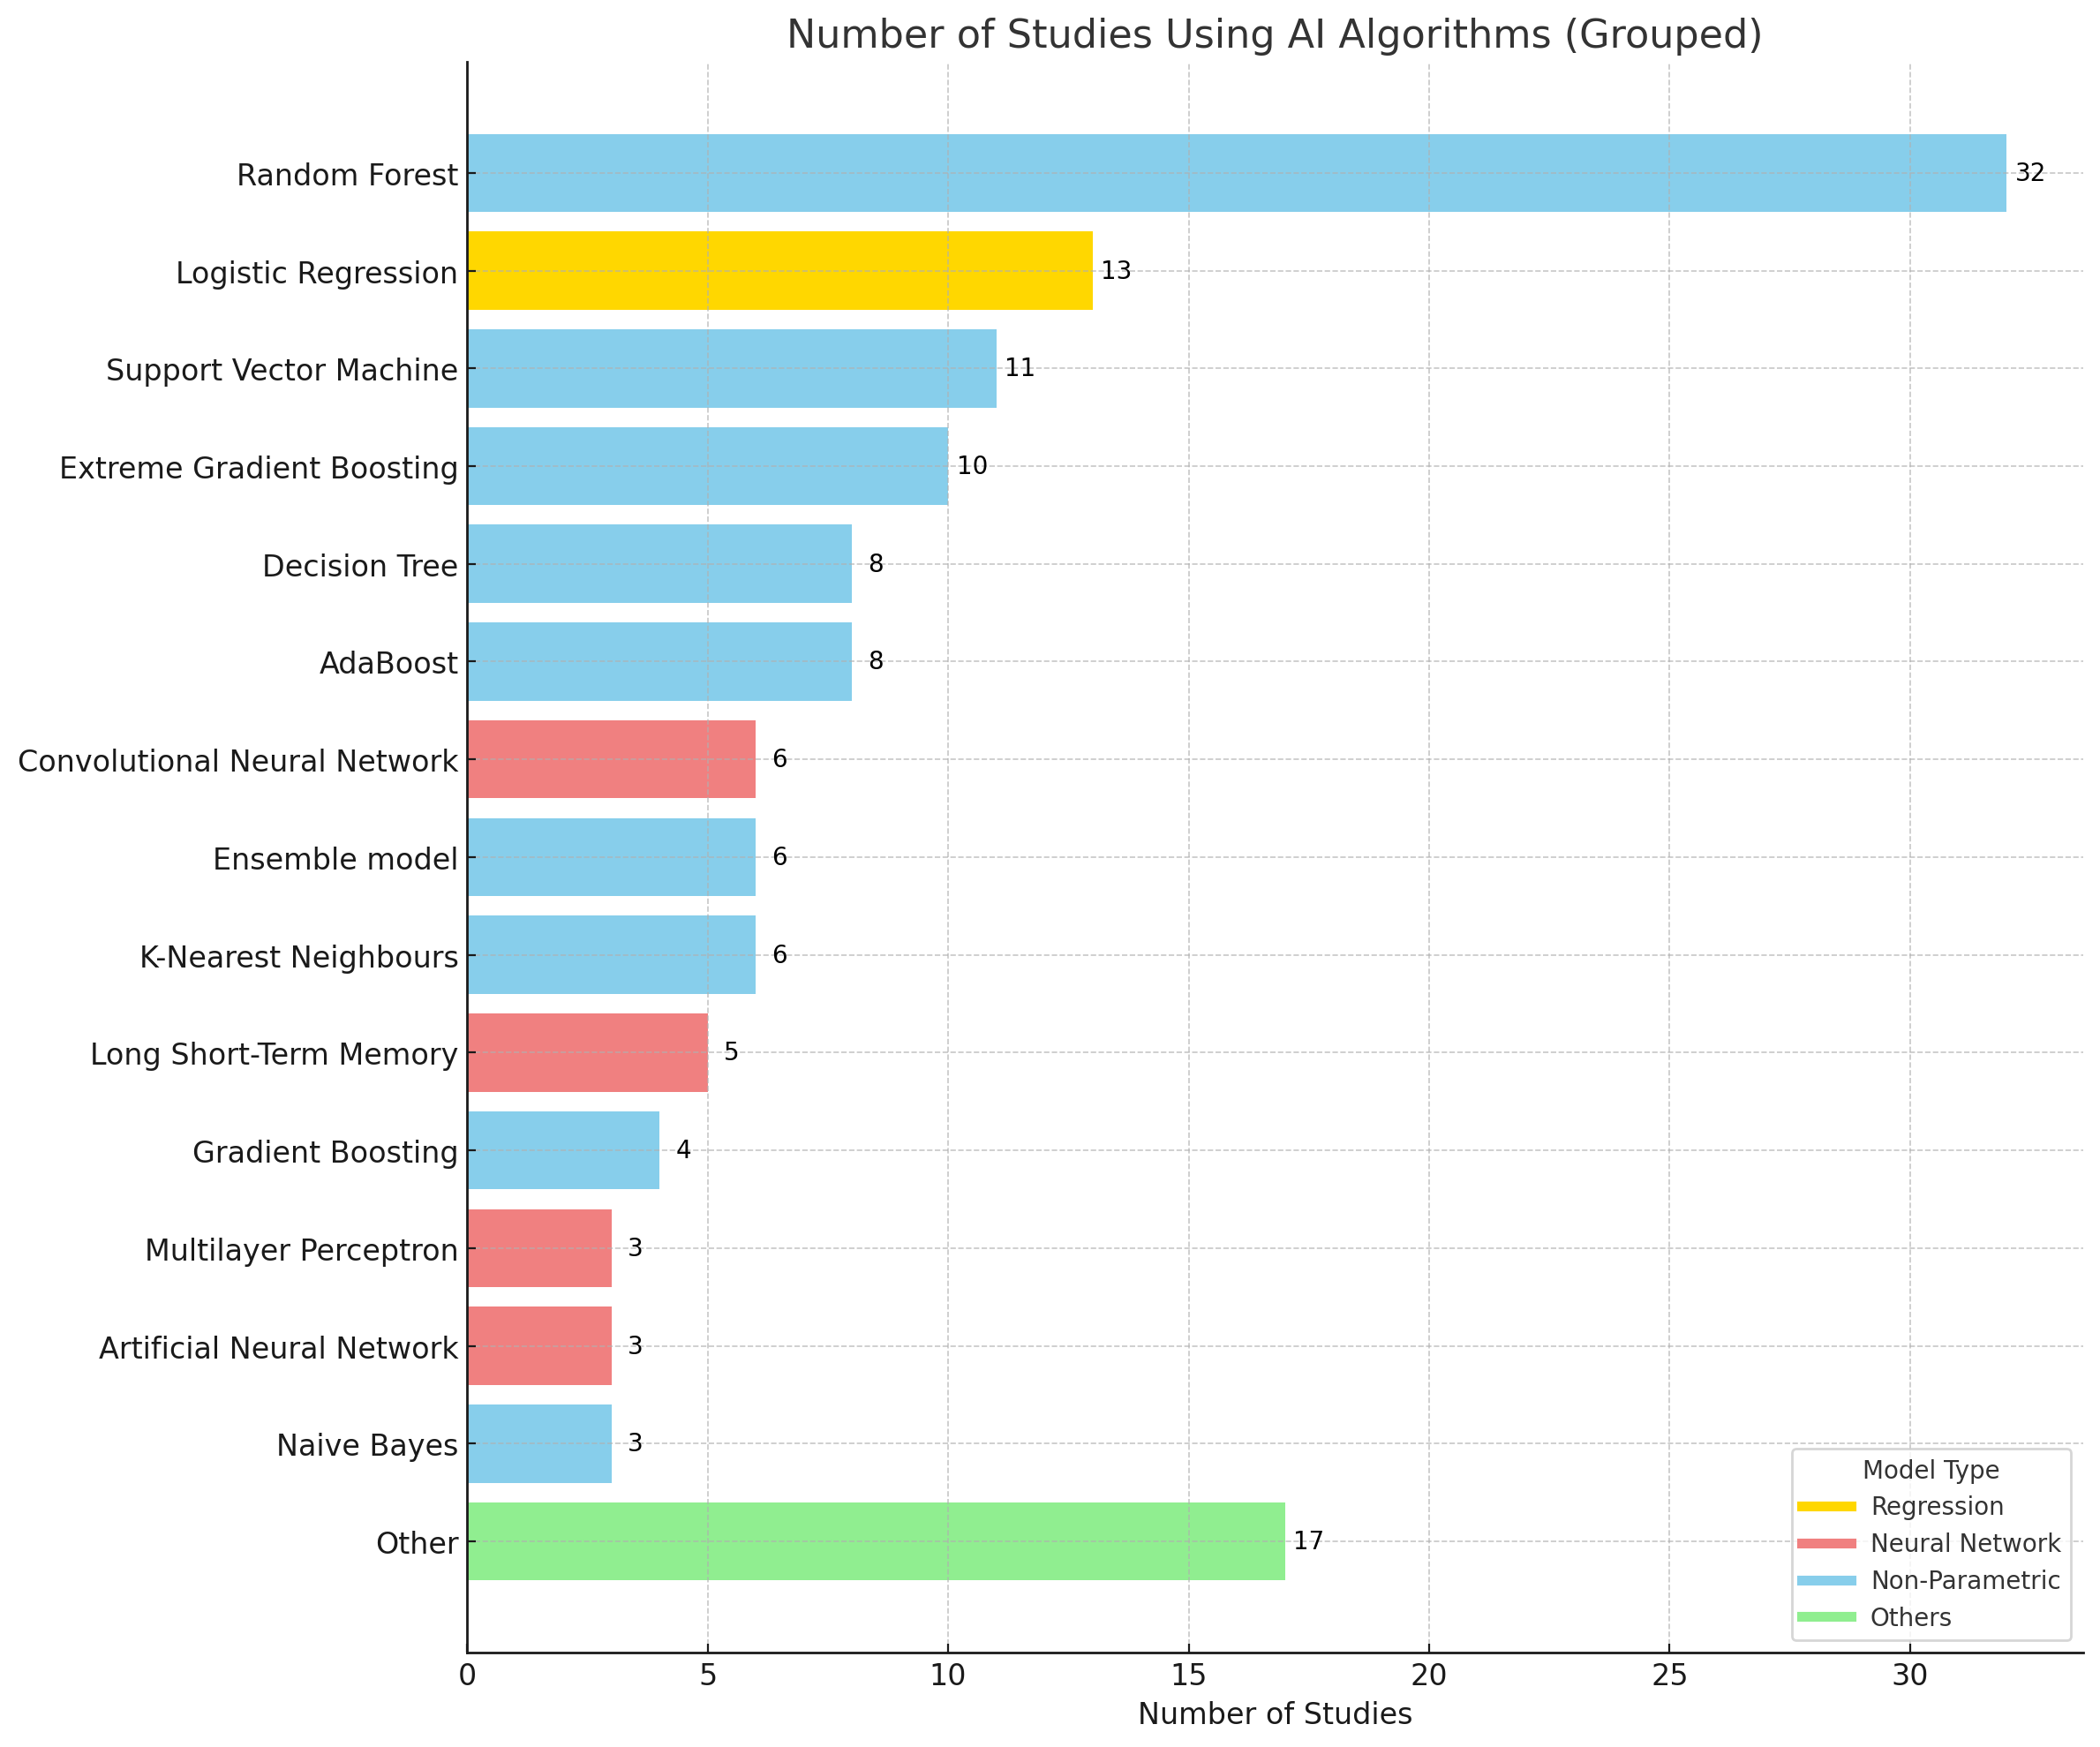 Number of Studies Using AI Algorithms (Grouped)
Random Forest 32
Logistic Regression 13
Support Vector Machine 11
Extreme Gradient Boosting 10
Decision Tree 8
AdaBoost 8
Convolutional Neural Network 6
Ensemble model 6
K-Nearest Neighbours 6
Long Short-Term Memory 5
Gradient Boosting 4
Multilayer Perceptron 3
Artificial Neural Network 3
Naive Bayes 3
Other 17
Model Type
Regression
Neural Network
Non-Parametric
Others
0 5 10 15 20 25 30
Number of Studies